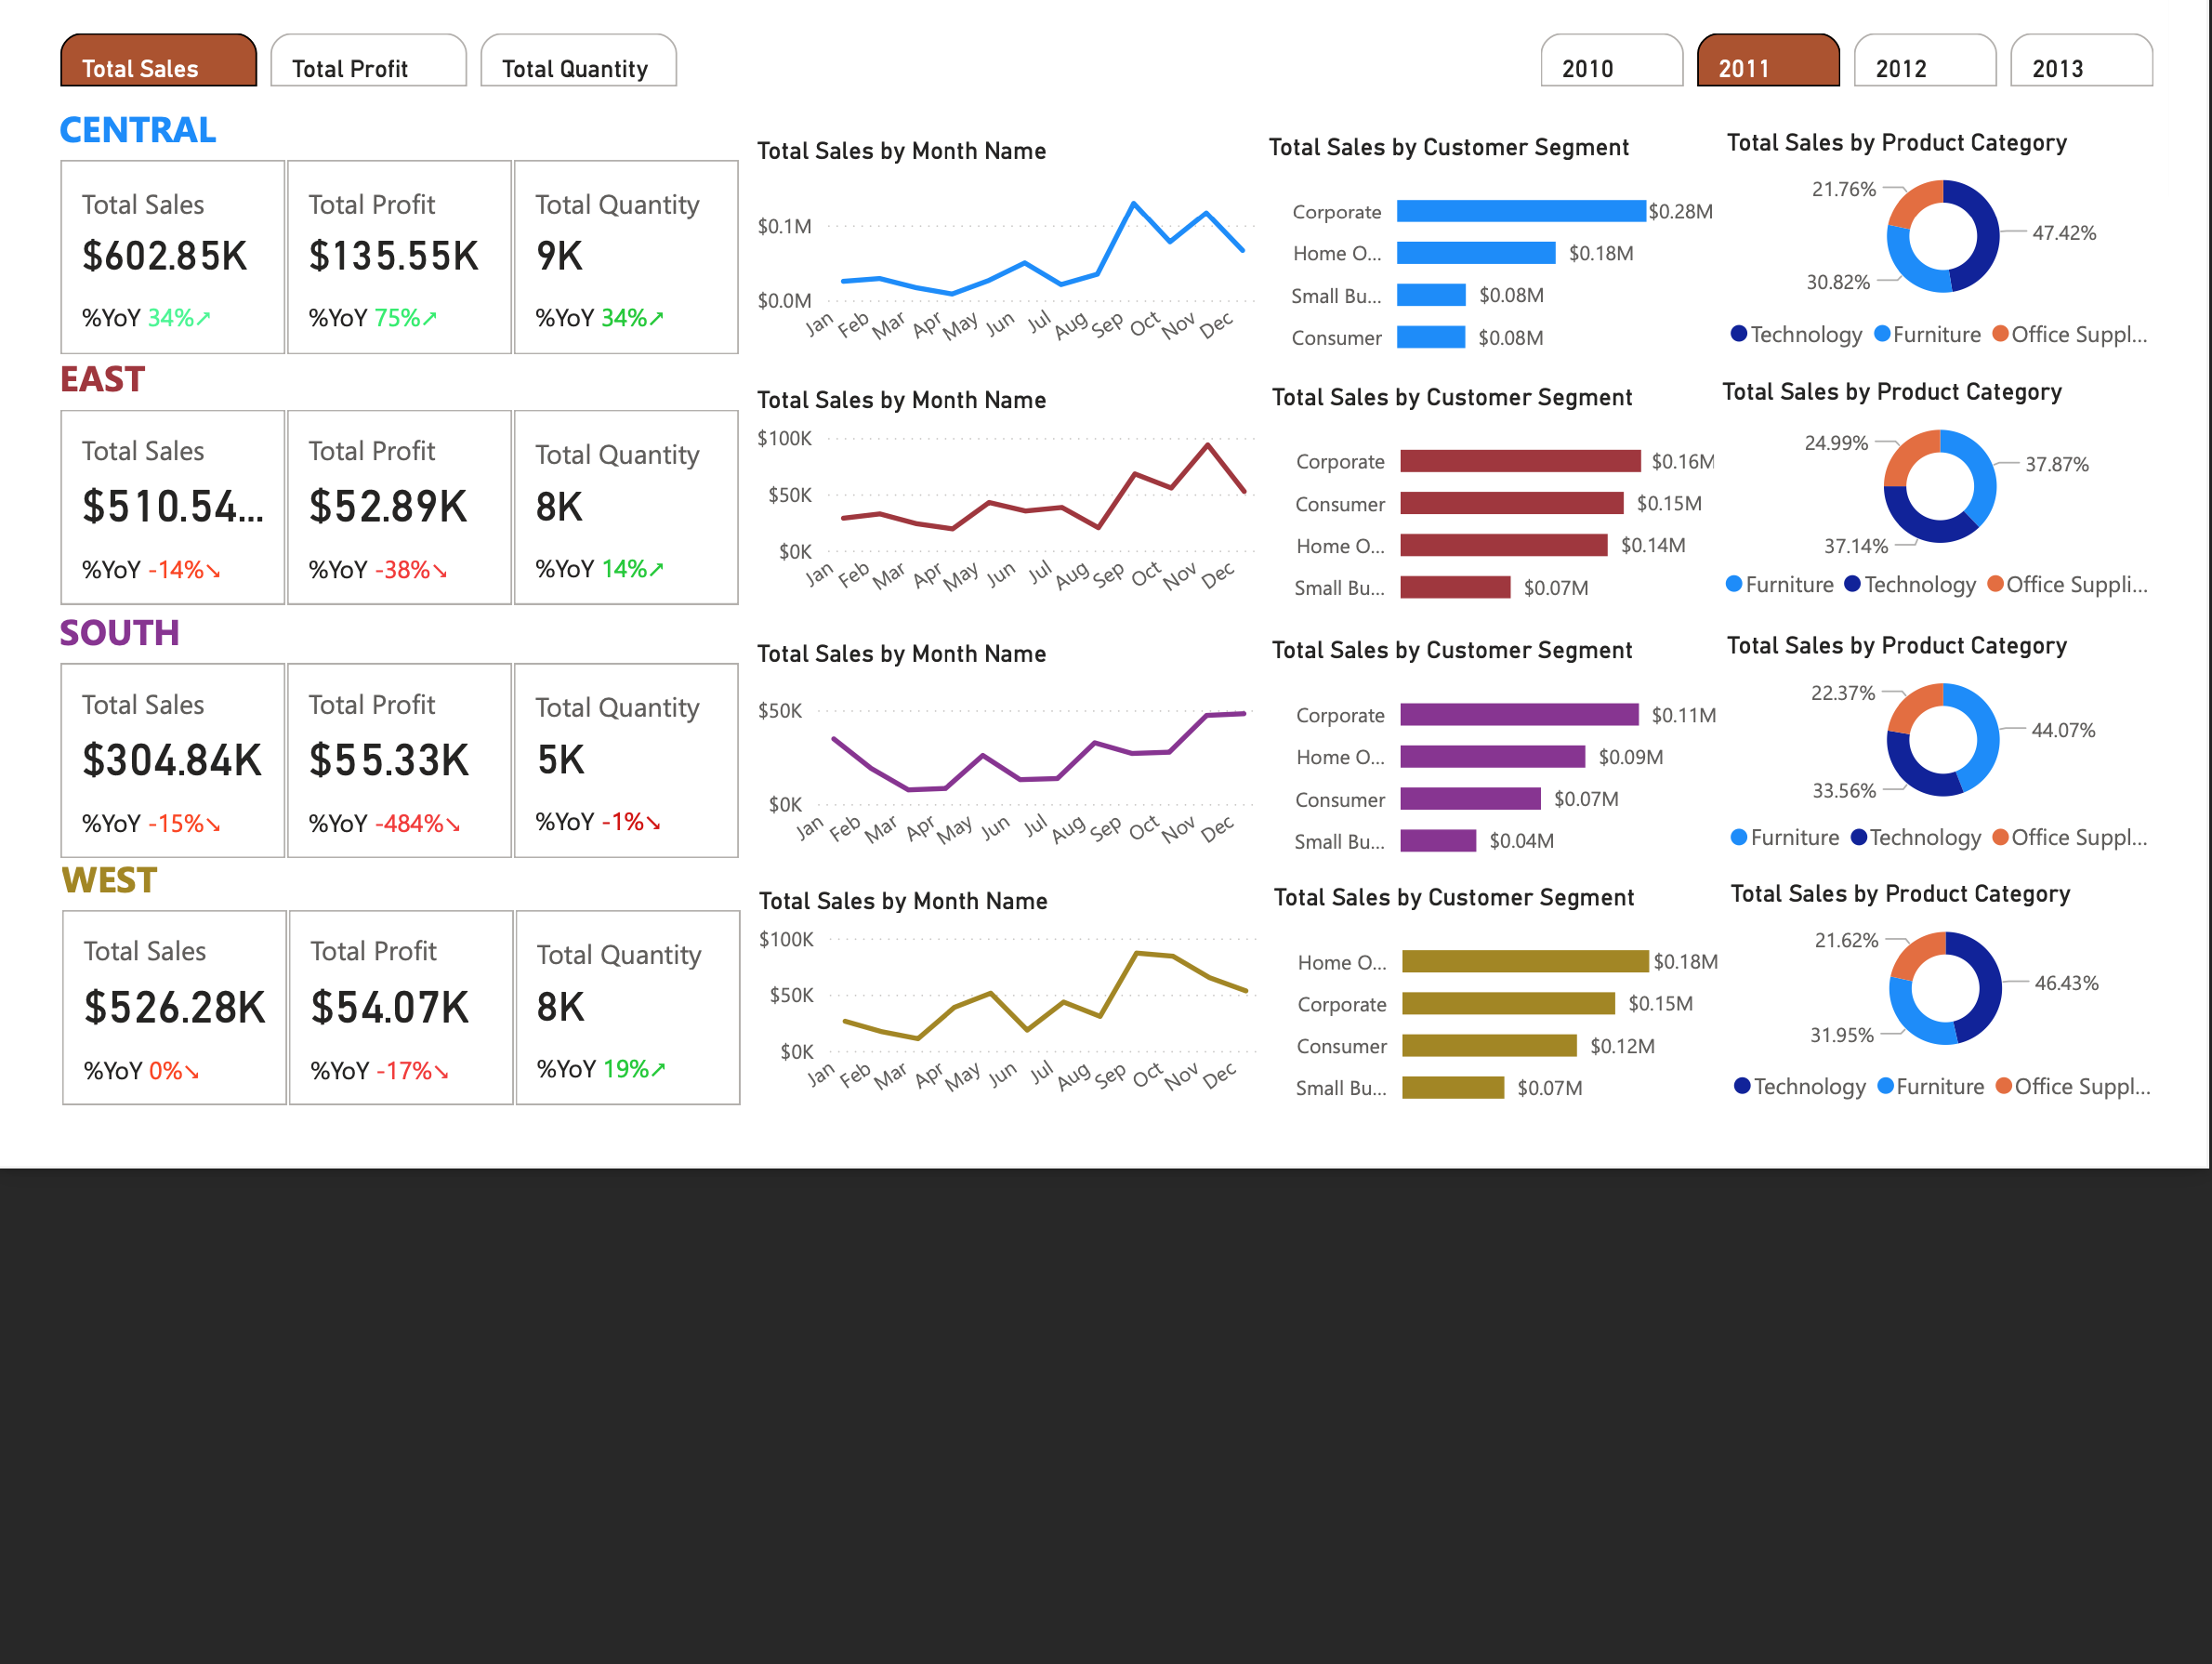 Total Sales
Total Profit
Total Quantity
2010
2011
2012
2013
CENTRAL
Total Sales
$602.85K
%YoY 34%↗
Total Profit
$135.55K
%YoY 75%↗
Total Quantity
9K
%YoY 34%↗
Total Sales by Month Name
$0.1M
$0.0M
Jan Feb Mar Apr May Jun Jul Aug Sep Oct Nov Dec
Total Sales by Customer Segment
Corporate $0.28M
Home O... $0.18M
Small Bu... $0.08M
Consumer $0.08M
Total Sales by Product Category
21.76%
47.42%
30.82%
Technology Furniture Office Suppl...
EAST
Total Sales
$510.54...
%YoY -14%↘
Total Profit
$52.89K
%YoY -38%↘
Total Quantity
8K
%YoY 14%↗
Total Sales by Month Name
$100K
$50K
$0K
Jan Feb Mar Apr May Jun Jul Aug Sep Oct Nov Dec
Total Sales by Customer Segment
Corporate $0.16M
Consumer $0.15M
Home O... $0.14M
Small Bu... $0.07M
Total Sales by Product Category
24.99%
37.87%
37.14%
Furniture Technology Office Suppli...
SOUTH
Total Sales
$304.84K
%YoY -15%↘
Total Profit
$55.33K
%YoY -484%↘
Total Quantity
5K
%YoY -1%↘
Total Sales by Month Name
$50K
$0K
Jan Feb Mar Apr May Jun Jul Aug Sep Oct Nov Dec
Total Sales by Customer Segment
Corporate $0.11M
Home O... $0.09M
Consumer $0.07M
Small Bu... $0.04M
Total Sales by Product Category
22.37%
44.07%
33.56%
Furniture Technology Office Suppl...
WEST
Total Sales
$526.28K
%YoY 0%↘
Total Profit
$54.07K
%YoY -17%↘
Total Quantity
8K
%YoY 19%↗
Total Sales by Month Name
$100K
$50K
$0K
Jan Feb Mar Apr May Jun Jul Aug Sep Oct Nov Dec
Total Sales by Customer Segment
Home O... $0.18M
Corporate $0.15M
Consumer $0.12M
Small Bu... $0.07M
Total Sales by Product Category
21.62%
46.43%
31.95%
Technology Furniture Office Suppl...